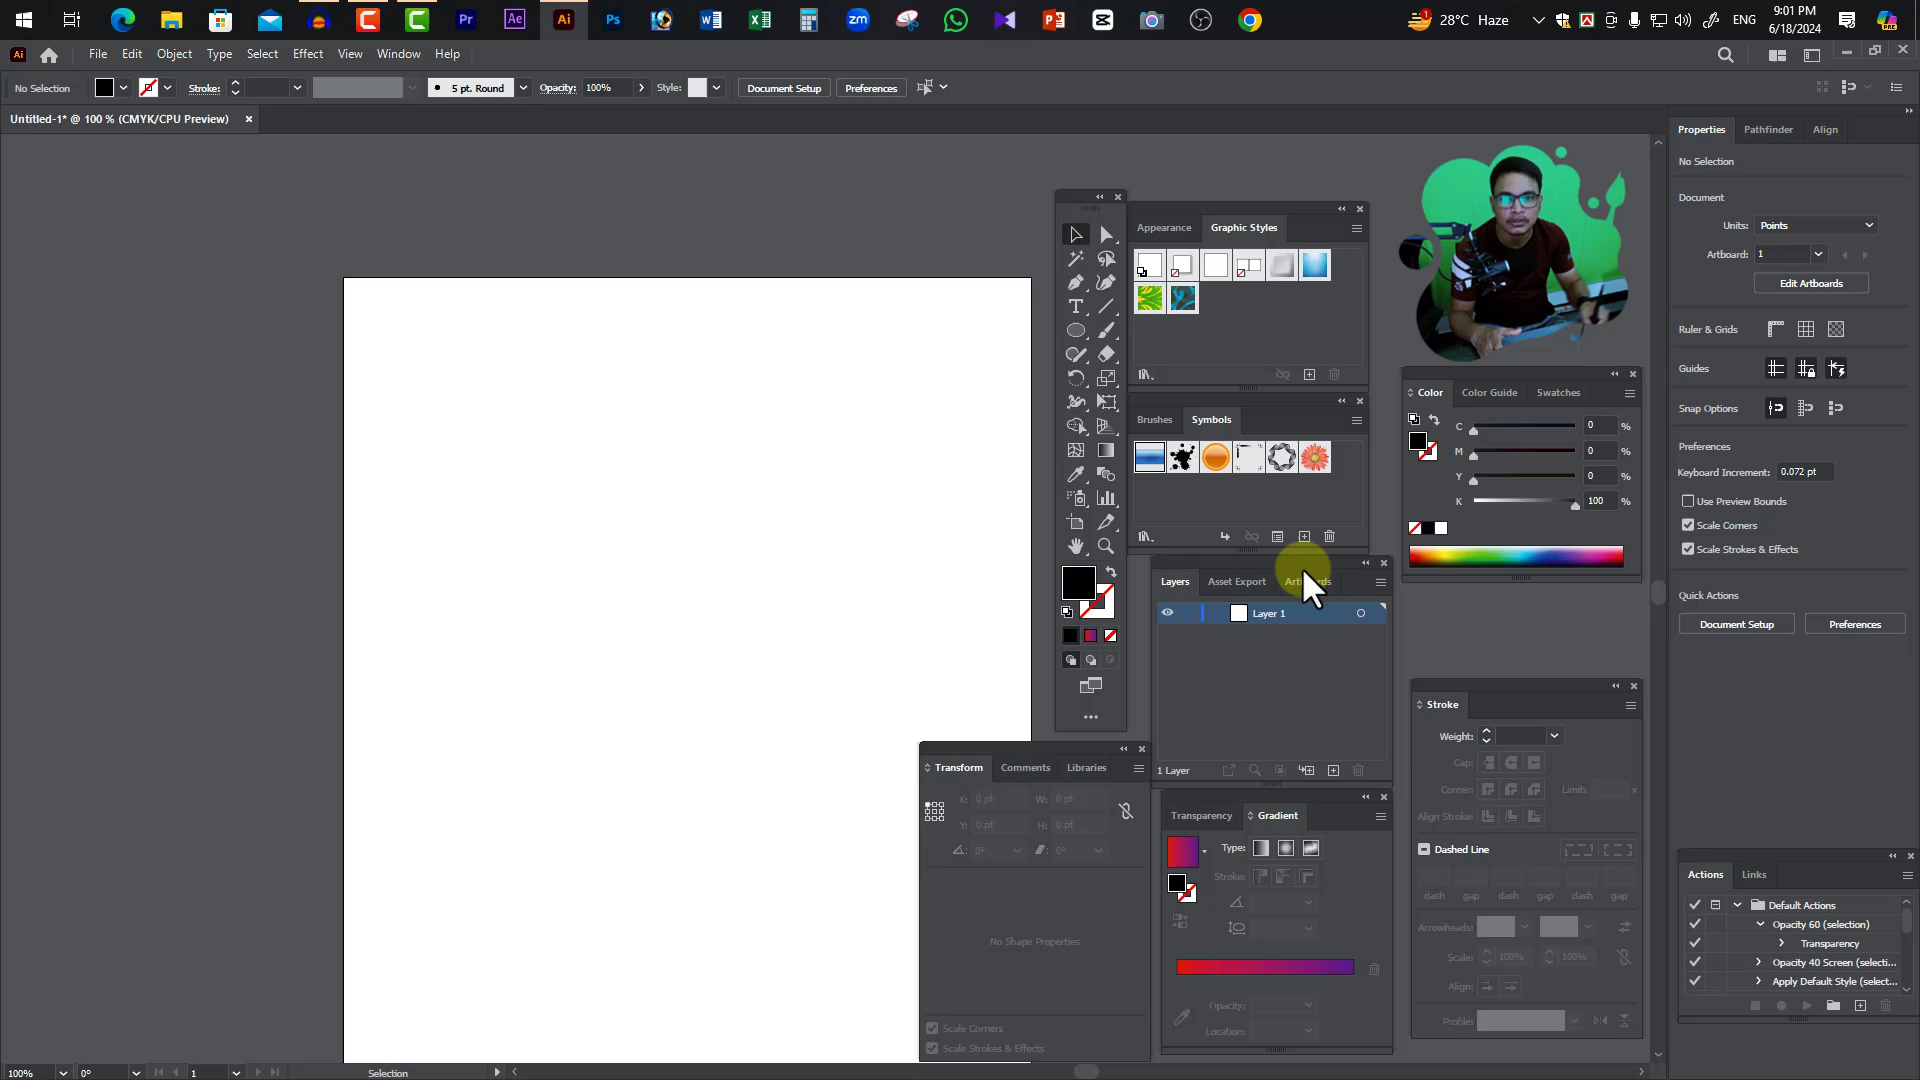 Pr
Ae
Ai
Ps
zm
28°C Haze
ENG
9:01 PM
6/18/2024
Ai
File Edit Object Type Select Effect View Window Help
No Selection
Stroke:
5 pt. Round
Opacity: 100%
Style:
Document Setup
Preferences
Untitled-1* @ 100 % (CMYK/CPU Preview)
Properties Pathfinder Align
No Selection
Document
Units: Points
Artboard: 1
Edit Artboards
Ruler & Grids
Guides
Snap Options
Preferences
Keyboard Increment: 0.072 pt
Use Preview Bounds
Scale Corners
Scale Strokes & Effects
Quick Actions
Document Setup
Preferences
Appearance Graphic Styles
Brushes Symbols
Layers Asset Export
Layer 1
1 Layer
Color Color Guide Swatches
C 0 %
M 0 %
Y 0 %
K 100 %
Transform Comments Libraries
X: 0 pt W: 0 pt
Y: 0 pt H: 0 pt
0° 0°
No Shape Properties
Scale Corners
Scale Strokes & Effects
Transparency Gradient
Type:
Stroke:
Opacity:
Location:
Stroke
Weight:
Cap:
Corner: Limit: x
Align Stroke:
Dashed Line
dash gap dash gap dash gap
Arrowheads:
Scale: 100% 100%
Align:
Profile:
Actions Links
Default Actions
Opacity 60 (selection)
Transparency
Opacity 40 Screen (selecti...
Apply Default Style (select...
100% 0° 1 Selection